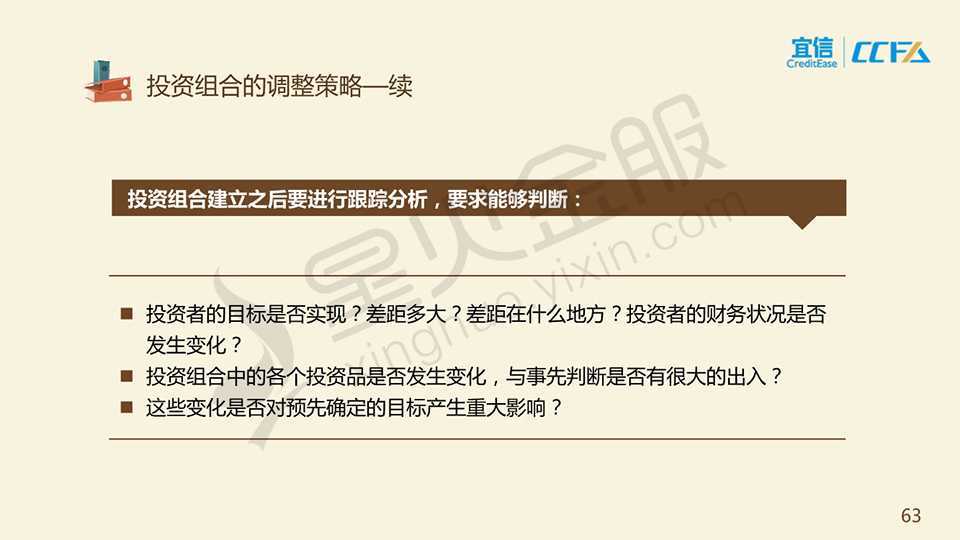 宜信
CreditEase
CCFA
投资组合的调整策略—续
投资组合建立之后要进行跟踪分析，要求能够判断：
投资者的目标是否实现？差距多大？差距在什么地方？投资者的财务状况是否
发生变化？
投资组合中的各个投资品是否发生变化，与事先判断是否有很大的出入？
这些变化是否对预先确定的目标产生重大影响？
星火金服
xinghuo.yixin.com
63